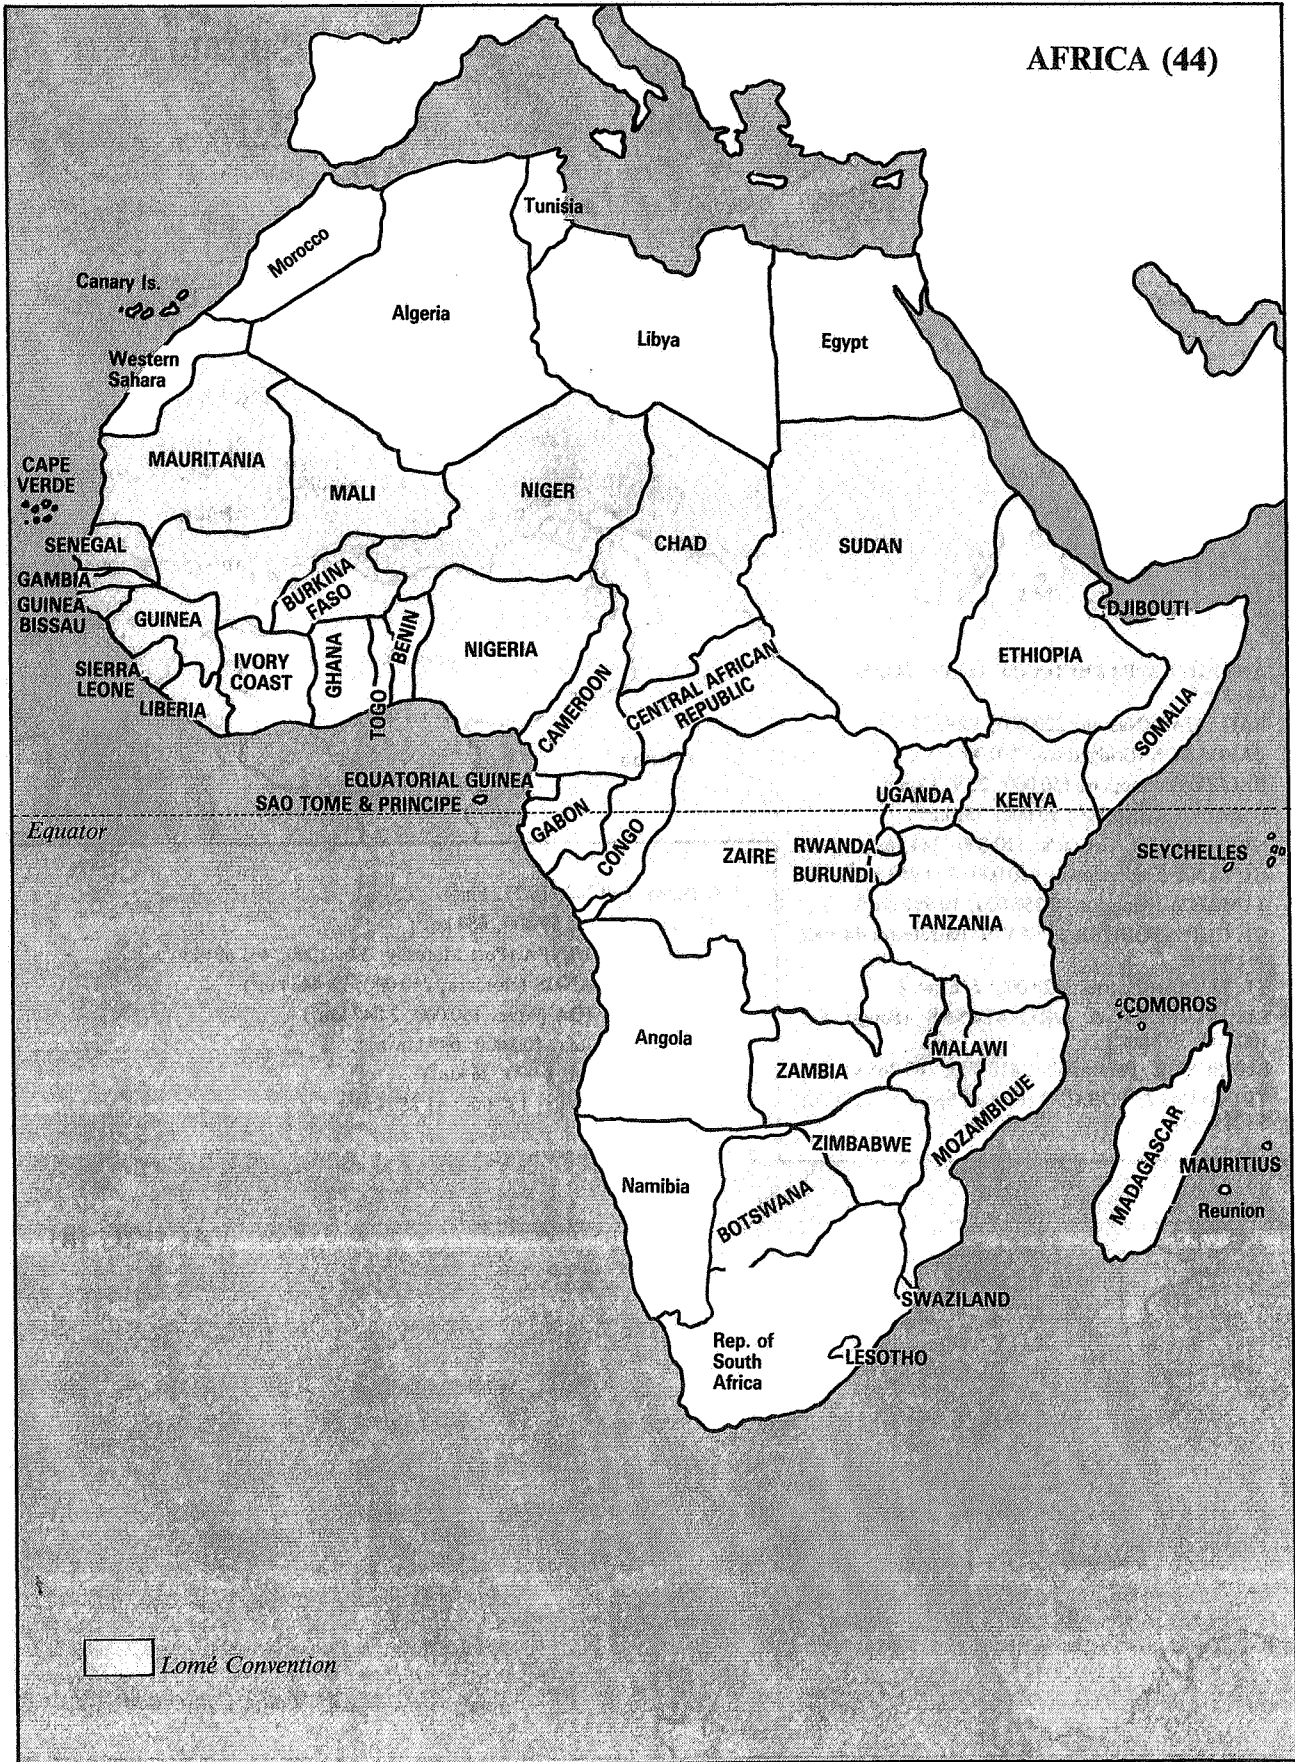 AFRICA (44)
Tunisia
Morocco
Canary Is.
Algeria
Libya
Egypt
Western
Sahara
MAURITANIA
CAPE
VERDE
MALI
NIGER
CHAD
SUDAN
SENEGAL
GAMBIA
GUINEA
BISSAU
BURKINA
FASO
DJIBOUTI
GUINEA
BENIN
NIGERIA
ETHIOPIA
SIERRA
LEONE
IVORY
COAST
GHANA
LIBERIA
TOGO
CAMEROON
CENTRAL AFRICAN
REPUBLIC
SOMALIA
EQUATORIAL GUINEA
SAO TOME & PRINCIPE
UGANDA
KENYA
Equator
GABON
CONGO
ZAIRE
RWANDA
BURUNDI
SEYCHELLES
TANZANIA
COMOROS
Angola
MALAWI
ZAMBIA
MOZAMBIQUE
ZIMBABWE
MADAGASCAR
MAURITIUS
Namibia
BOTSWANA
Reunion
SWAZILAND
Rep. of
South
Africa
LESOTHO
Lomé Convention